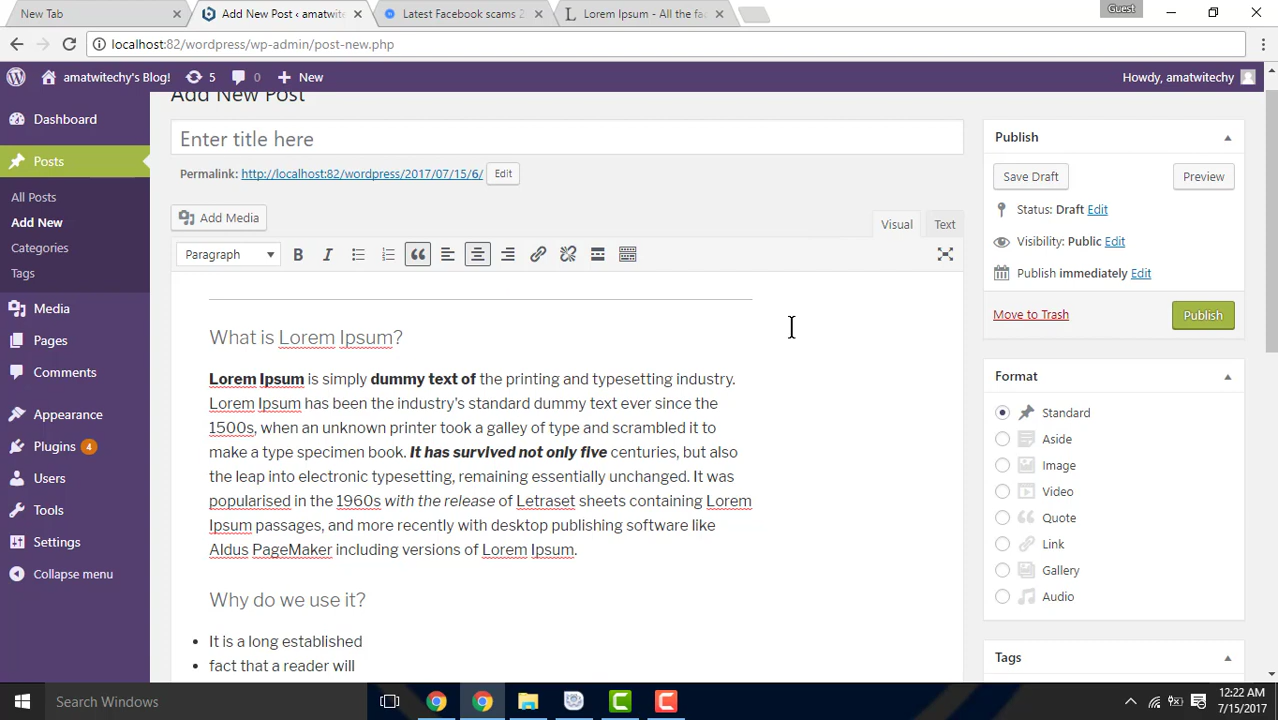 New Tab
Add New Post ‹ amatwite
Latest Facebook scams 2
Lorem Ipsum - All the fac
Guest
localhost:82/wordpress/wp-admin/post-new.php
amatwitechy's Blog!
5
0
New
Howdy, amatwitechy
Dashboard
Posts
All Posts
Add New
Categories
Tags
Media
Pages
Comments
Appearance
Plugins 4
Users
Tools
Settings
Collapse menu
Add New Post
Enter title here
Permalink: http://localhost:82/wordpress/2017/07/15/6/ Edit
Add Media
Visual
Text
Paragraph
B
I
What is Lorem Ipsum?
Lorem Ipsum is simply dummy text of the printing and typesetting industry.
Lorem Ipsum has been the industry's standard dummy text ever since the
1500s, when an unknown printer took a galley of type and scrambled it to
make a type specimen book. It has survived not only five centuries, but also
the leap into electronic typesetting, remaining essentially unchanged. It was
popularised in the 1960s with the release of Letraset sheets containing Lorem
Ipsum passages, and more recently with desktop publishing software like
Aldus PageMaker including versions of Lorem Ipsum.
Why do we use it?
• It is a long established
• fact that a reader will
Publish
Save Draft
Preview
Status: Draft Edit
Visibility: Public Edit
Publish immediately Edit
Move to Trash
Publish
Format
Standard
Aside
Image
Video
Quote
Link
Gallery
Audio
Tags
Search Windows
12:22 AM
7/15/2017